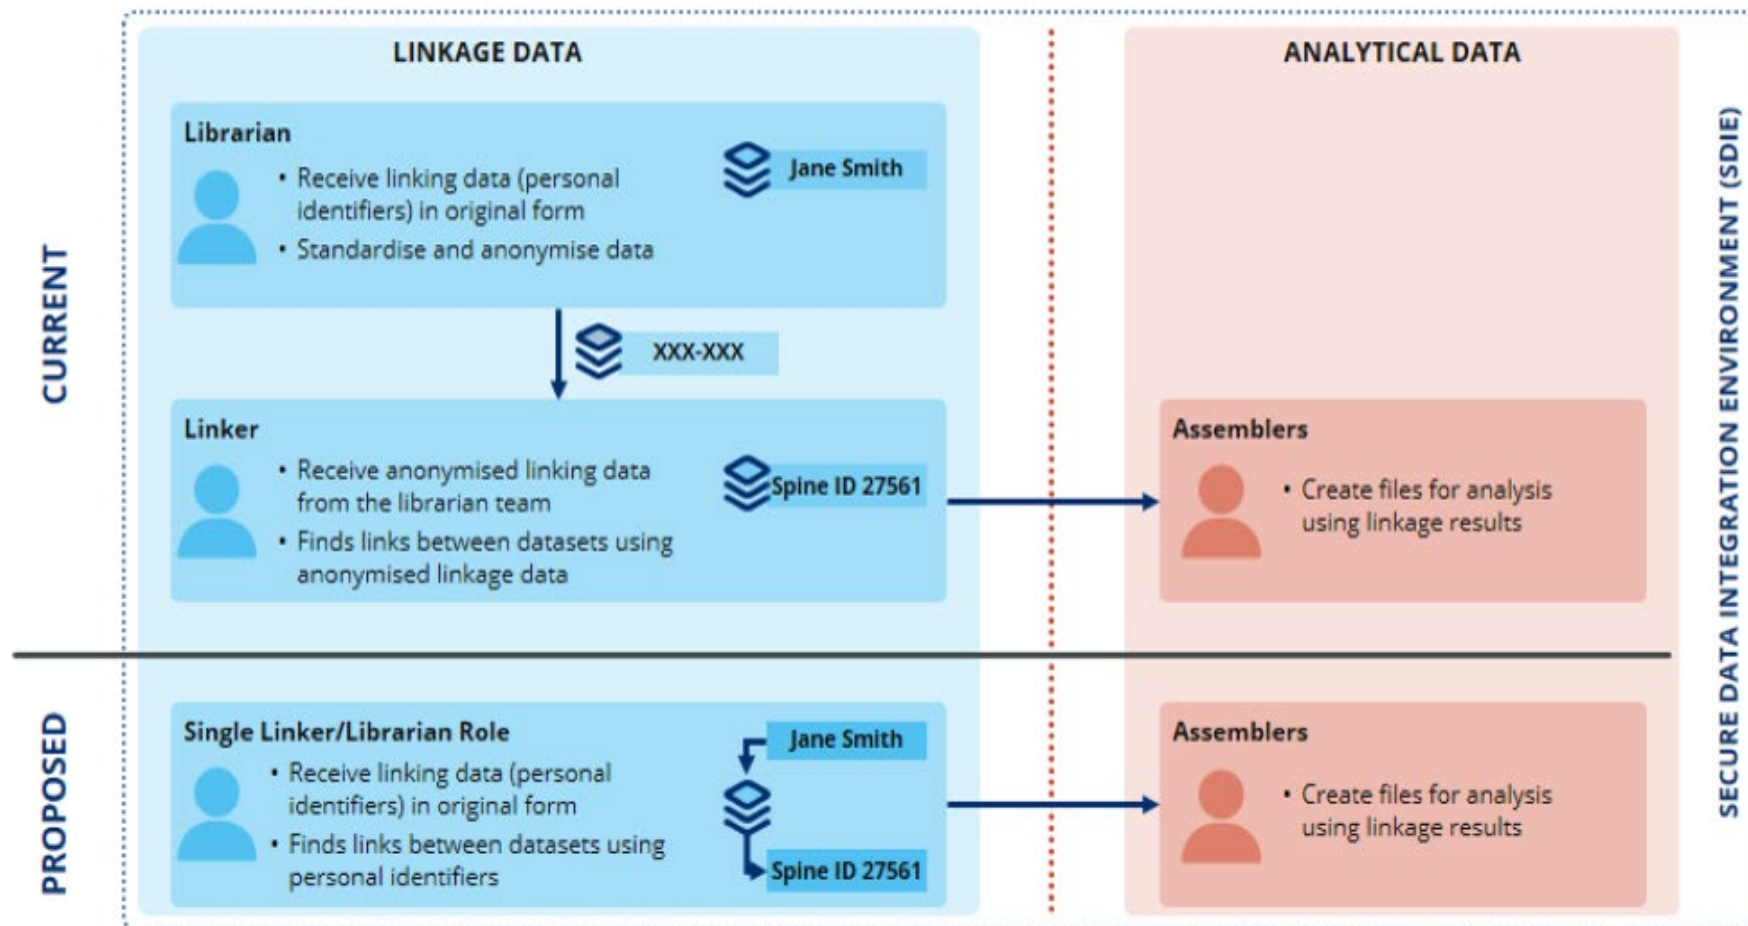 LINKAGE DATA
ANALYTICAL DATA
SECURE DATA INTEGRATION ENVIRONMENT (SDIE)
CURRENT
Librarian
• Receive linking data (personal
identifiers) in original form
• Standardise and anonymise data
Jane Smith
XXX-XXX
Linker
• Receive anonymised linking data
from the librarian team
• Finds links between datasets using
anonymised linkage data
Spine ID 27561
Assemblers
• Create files for analysis
using linkage results
PROPOSED
Single Linker/Librarian Role
• Receive linking data (personal
identifiers) in original form
• Finds links between datasets using
personal identifiers
Jane Smith
Spine ID 27561
Assemblers
• Create files for analysis
using linkage results